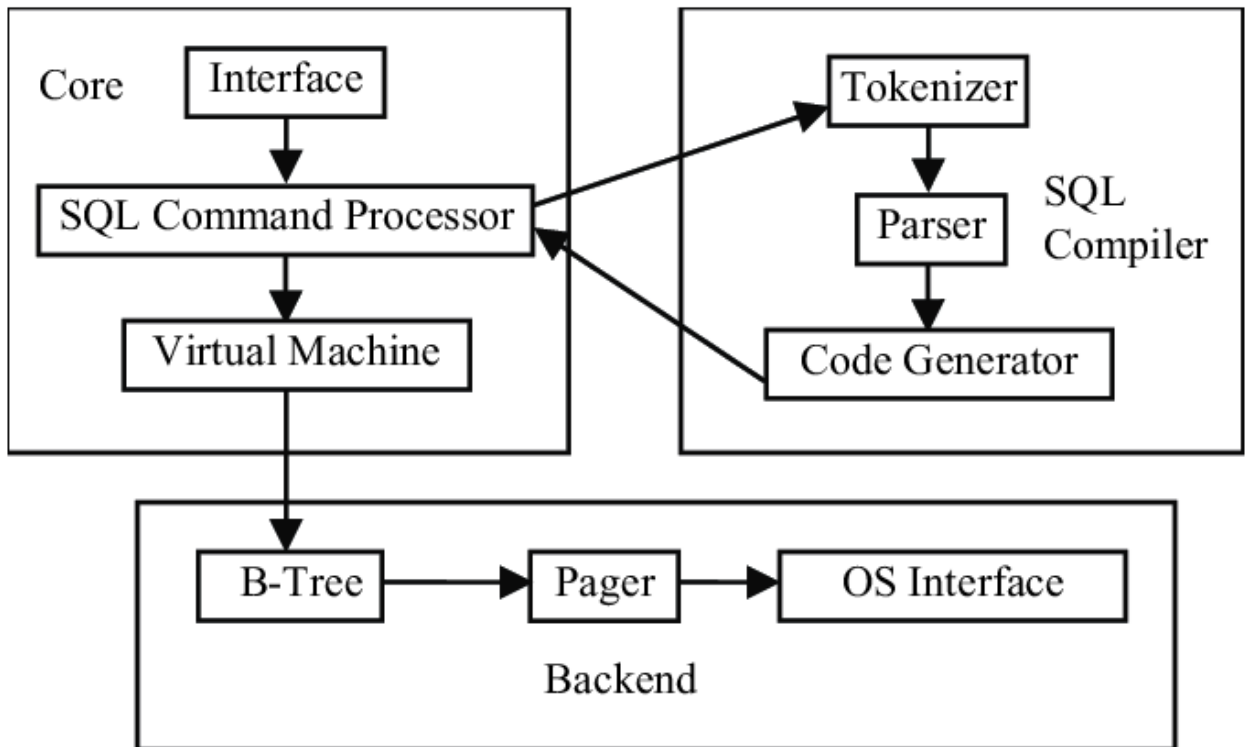 Core
Interface
SQL Command Processor
Virtual Machine
Tokenizer
Parser
SQL
Compiler
Code Generator
B-Tree
Pager
OS Interface
Backend